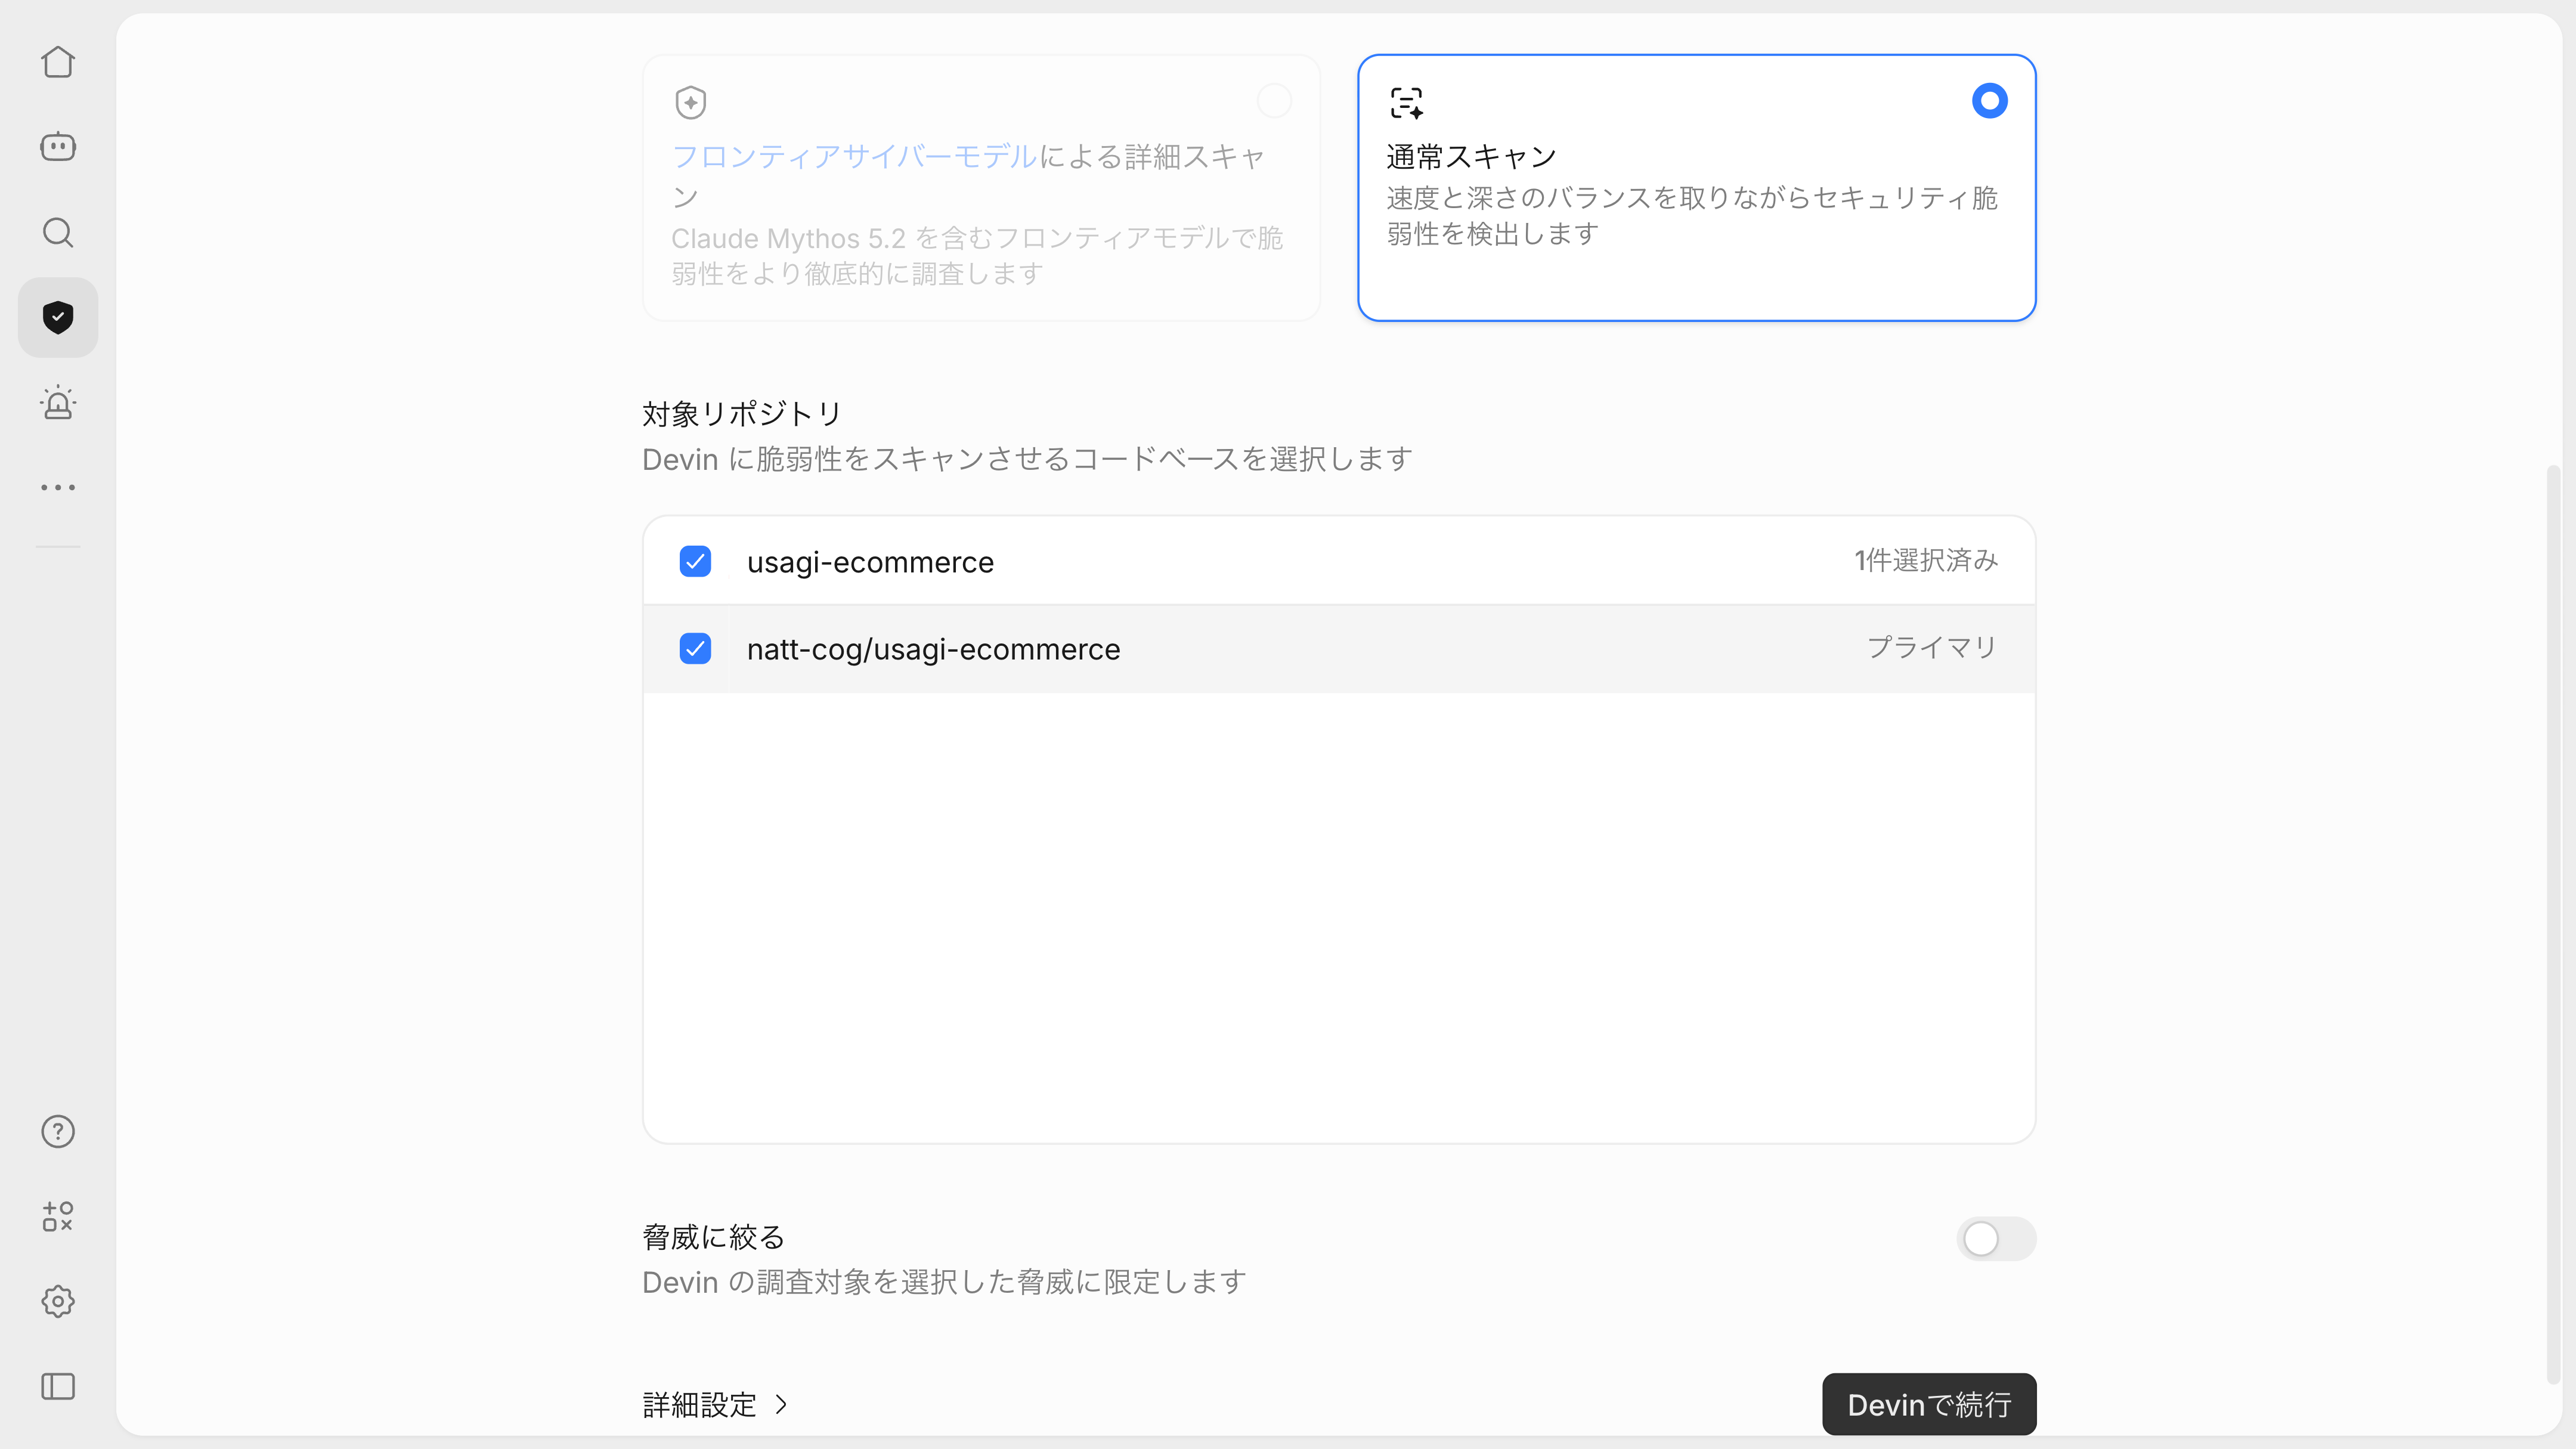 フロンティアサイバーモデルによる詳細スキャ
ン
Claude Mythos 5.2 を含むフロンティアモデルで脆
弱性をより徹底的に調査します
通常スキャン
速度と深さのバランスを取りながらセキュリティ脆
弱性を検出します
対象リポジトリ
Devin に脆弱性をスキャンさせるコードベースを選択します
usagi-ecommerce
1件選択済み
natt-cog/usagi-ecommerce
プライマリ
脅威に絞る
Devin の調査対象を選択した脅威に限定します
詳細設定
Devinで続行